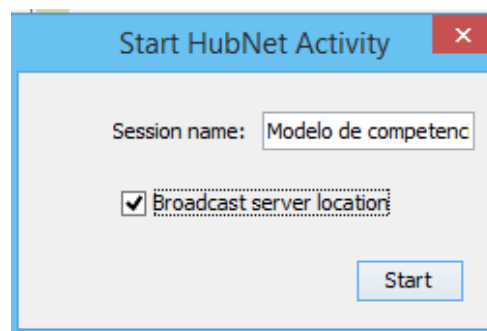 Start HubNet Activity
Session name: Modelo de competenc
Broadcast server location
Start